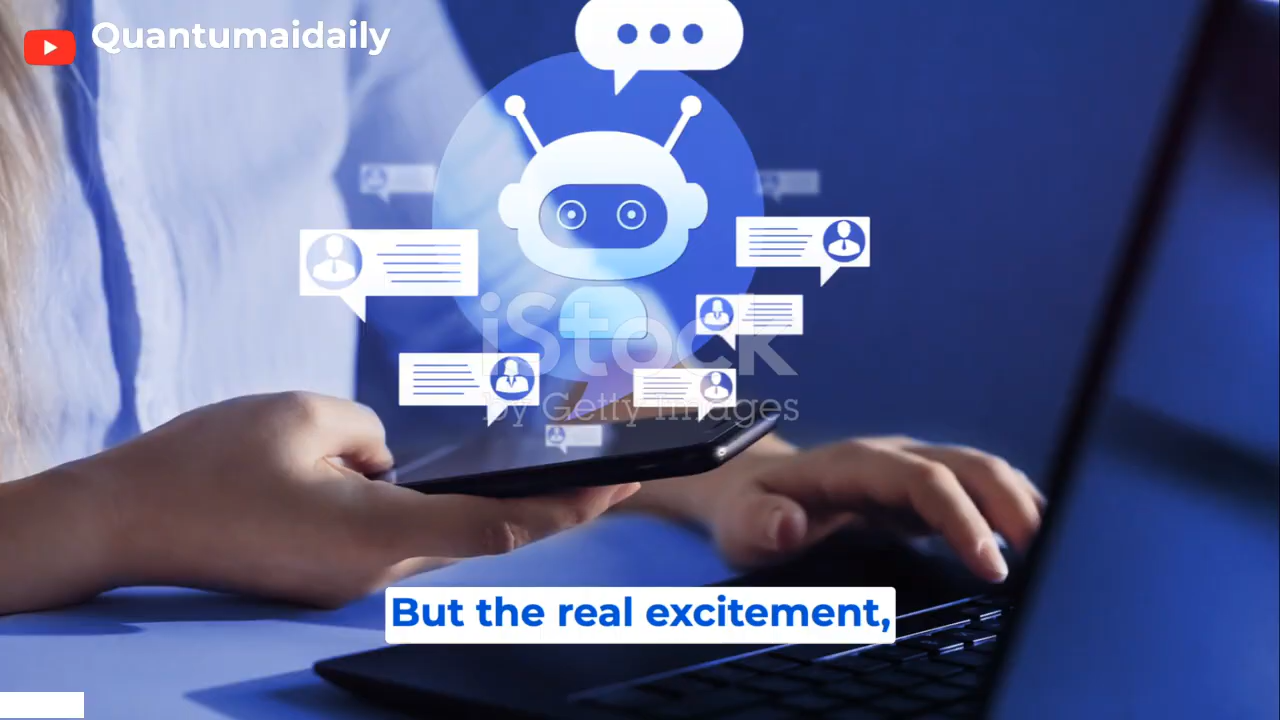 Quantumaidaily
iStock
by Getty Images
But the real excitement,